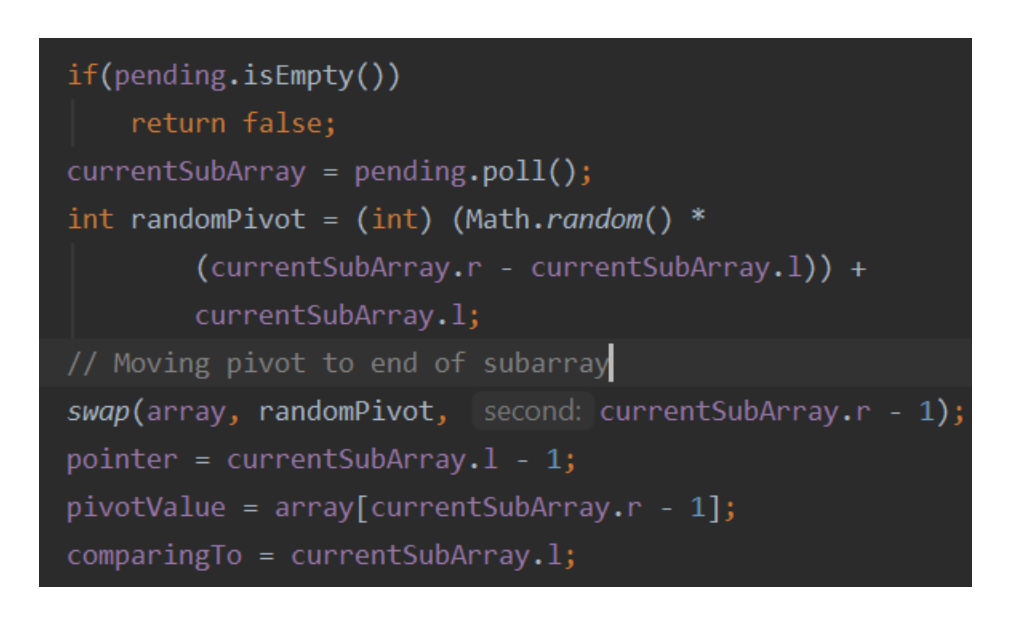 if(pending.isEmpty())
    return false;
currentSubArray = pending.poll();
int randomPivot = (int) (Math.random() *
        (currentSubArray.r - currentSubArray.l)) +
        currentSubArray.l;
// Moving pivot to end of subarray
swap(array, randomPivot, second: currentSubArray.r - 1);
pointer = currentSubArray.l - 1;
pivotValue = array[currentSubArray.r - 1];
comparingTo = currentSubArray.l;